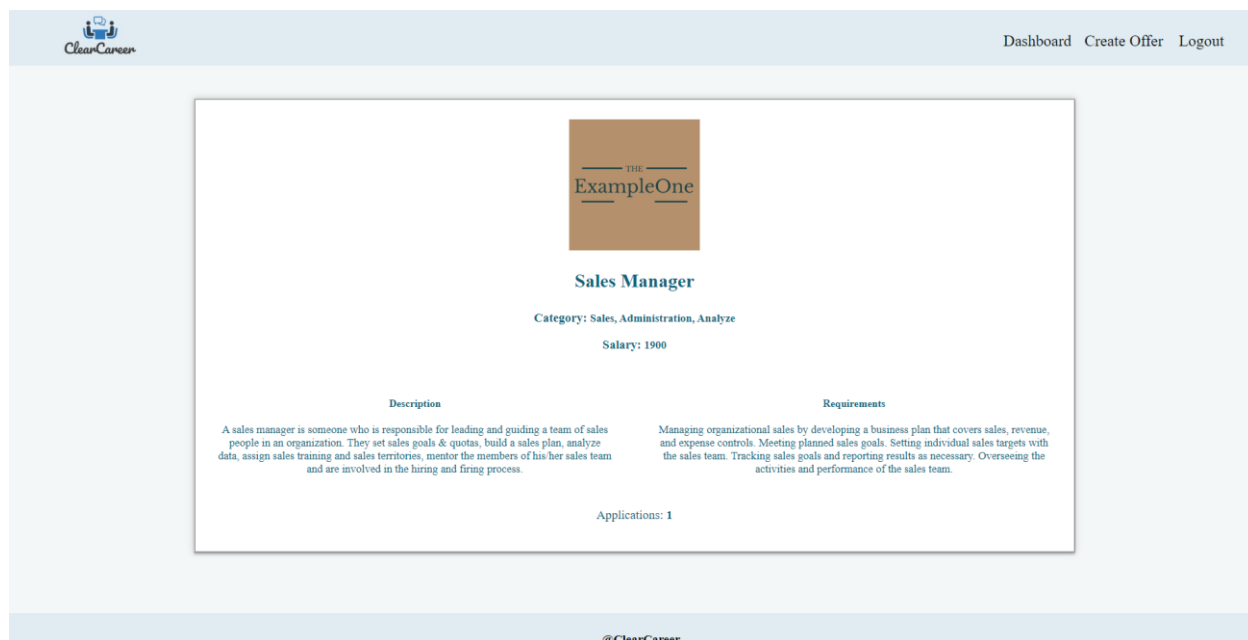 ClearCareer
Dashboard Create Offer Logout
THE
ExampleOne
Sales Manager
Category: Sales, Administration, Analyze
Salary: 1900
Description
A sales manager is someone who is responsible for leading and guiding a team of sales
people in an organization. They set sales goals & quotas, build a sales plan, analyze
data, assign sales training and sales territories, mentor the members of his/her sales team
and are involved in the hiring and firing process.
Requirements
Managing organizational sales by developing a business plan that covers sales, revenue,
and expense controls. Meeting planned sales goals. Setting individual sales targets with
the sales team. Tracking sales goals and reporting results as necessary. Overseeing the
activities and performance of the sales team.
Applications: 1
@ClearCareer